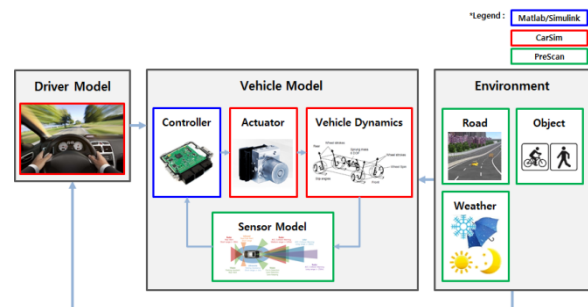 *Legend :
Matlab/Simulink
CarSim
PreScan
Driver Model
Vehicle Model
Environment
Controller
Actuator
Vehicle Dynamics
Road
Object
Sensor Model
Weather